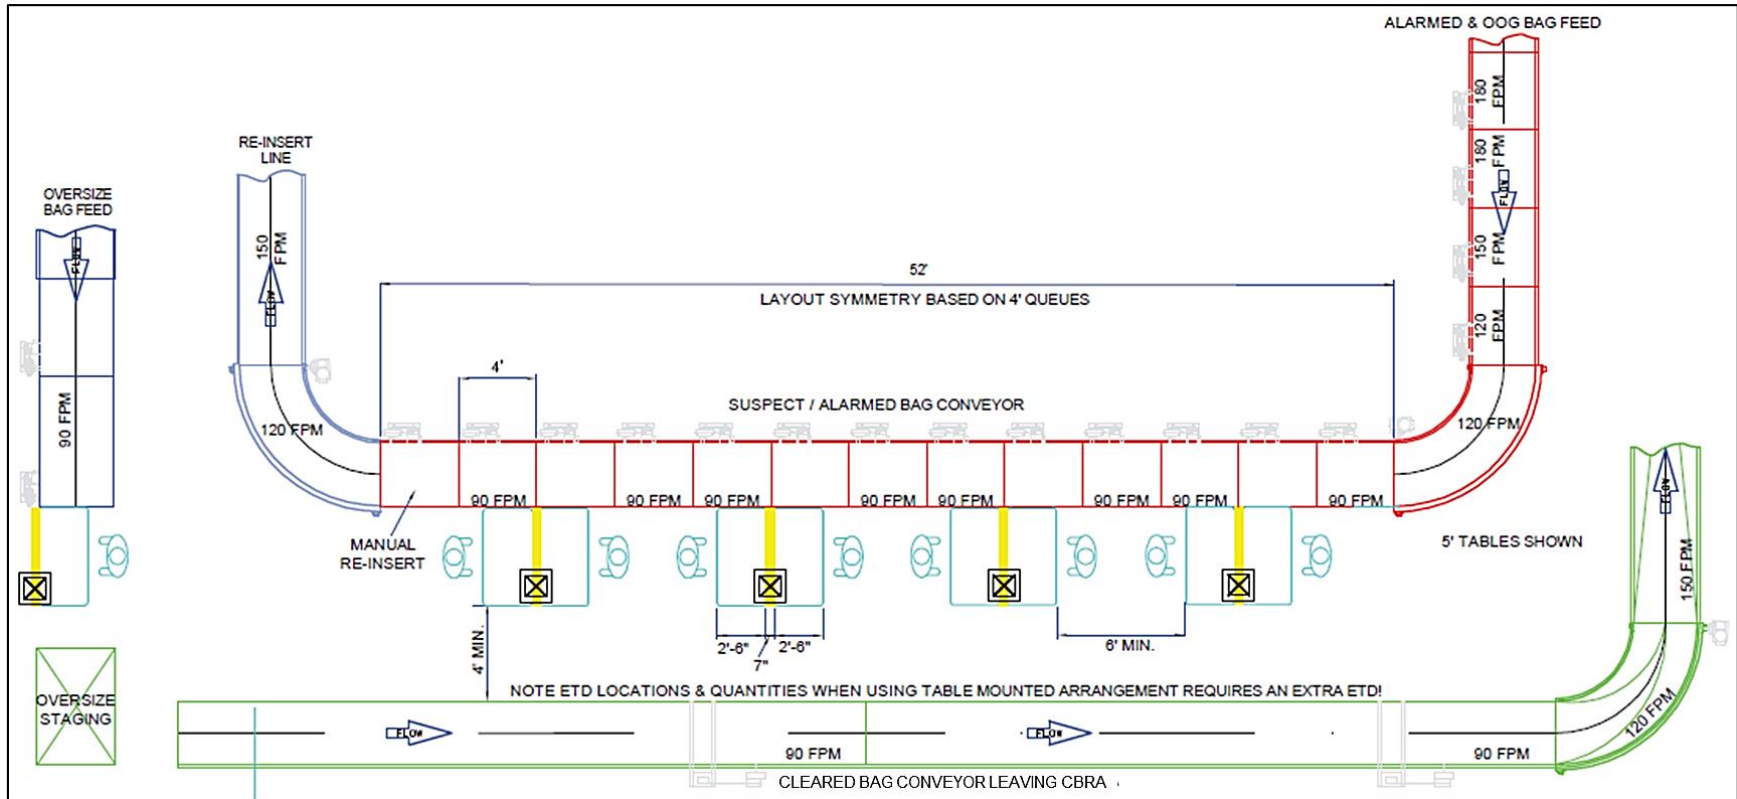 ALARMED & OOG BAG FEED
180
FPM
180
FPM
FLOW
150
FPM
120
FPM
120 FPM
RE-INSERT
LINE
150
FPM
FLOW
120 FPM
OVERSIZE
BAG FEED
FLOW
90 FPM
52'
LAYOUT SYMMETRY BASED ON 4' QUEUES
4'
SUSPECT / ALARMED BAG CONVEYOR
90 FPM
90 FPM
90 FPM
90 FPM
90 FPM
90 FPM
90 FPM
90 FPM
MANUAL
RE-INSERT
5' TABLES SHOWN
4' MIN.
2'-6"
7"
2'-6"
6' MIN.
NOTE ETD LOCATIONS & QUANTITIES WHEN USING TABLE MOUNTED ARRANGEMENT REQUIRES AN EXTRA ETD!
OVERSIZE
STAGING
FLOW
90 FPM
FLOW
90 FPM
120 FPM
150 FPM
FLOW
CLEARED BAG CONVEYOR LEAVING CBRA